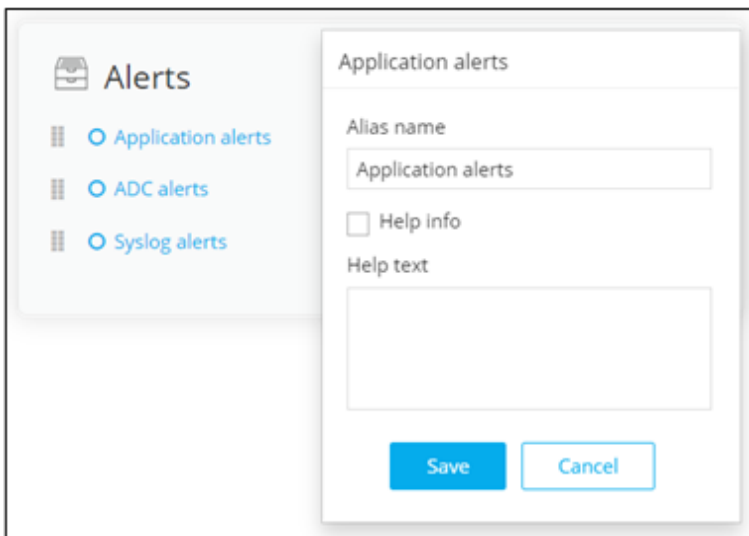 Alerts
Application alerts
ADC alerts
Syslog alerts
Application alerts
Alias name
Application alerts
Help info
Help text
Save
Cancel